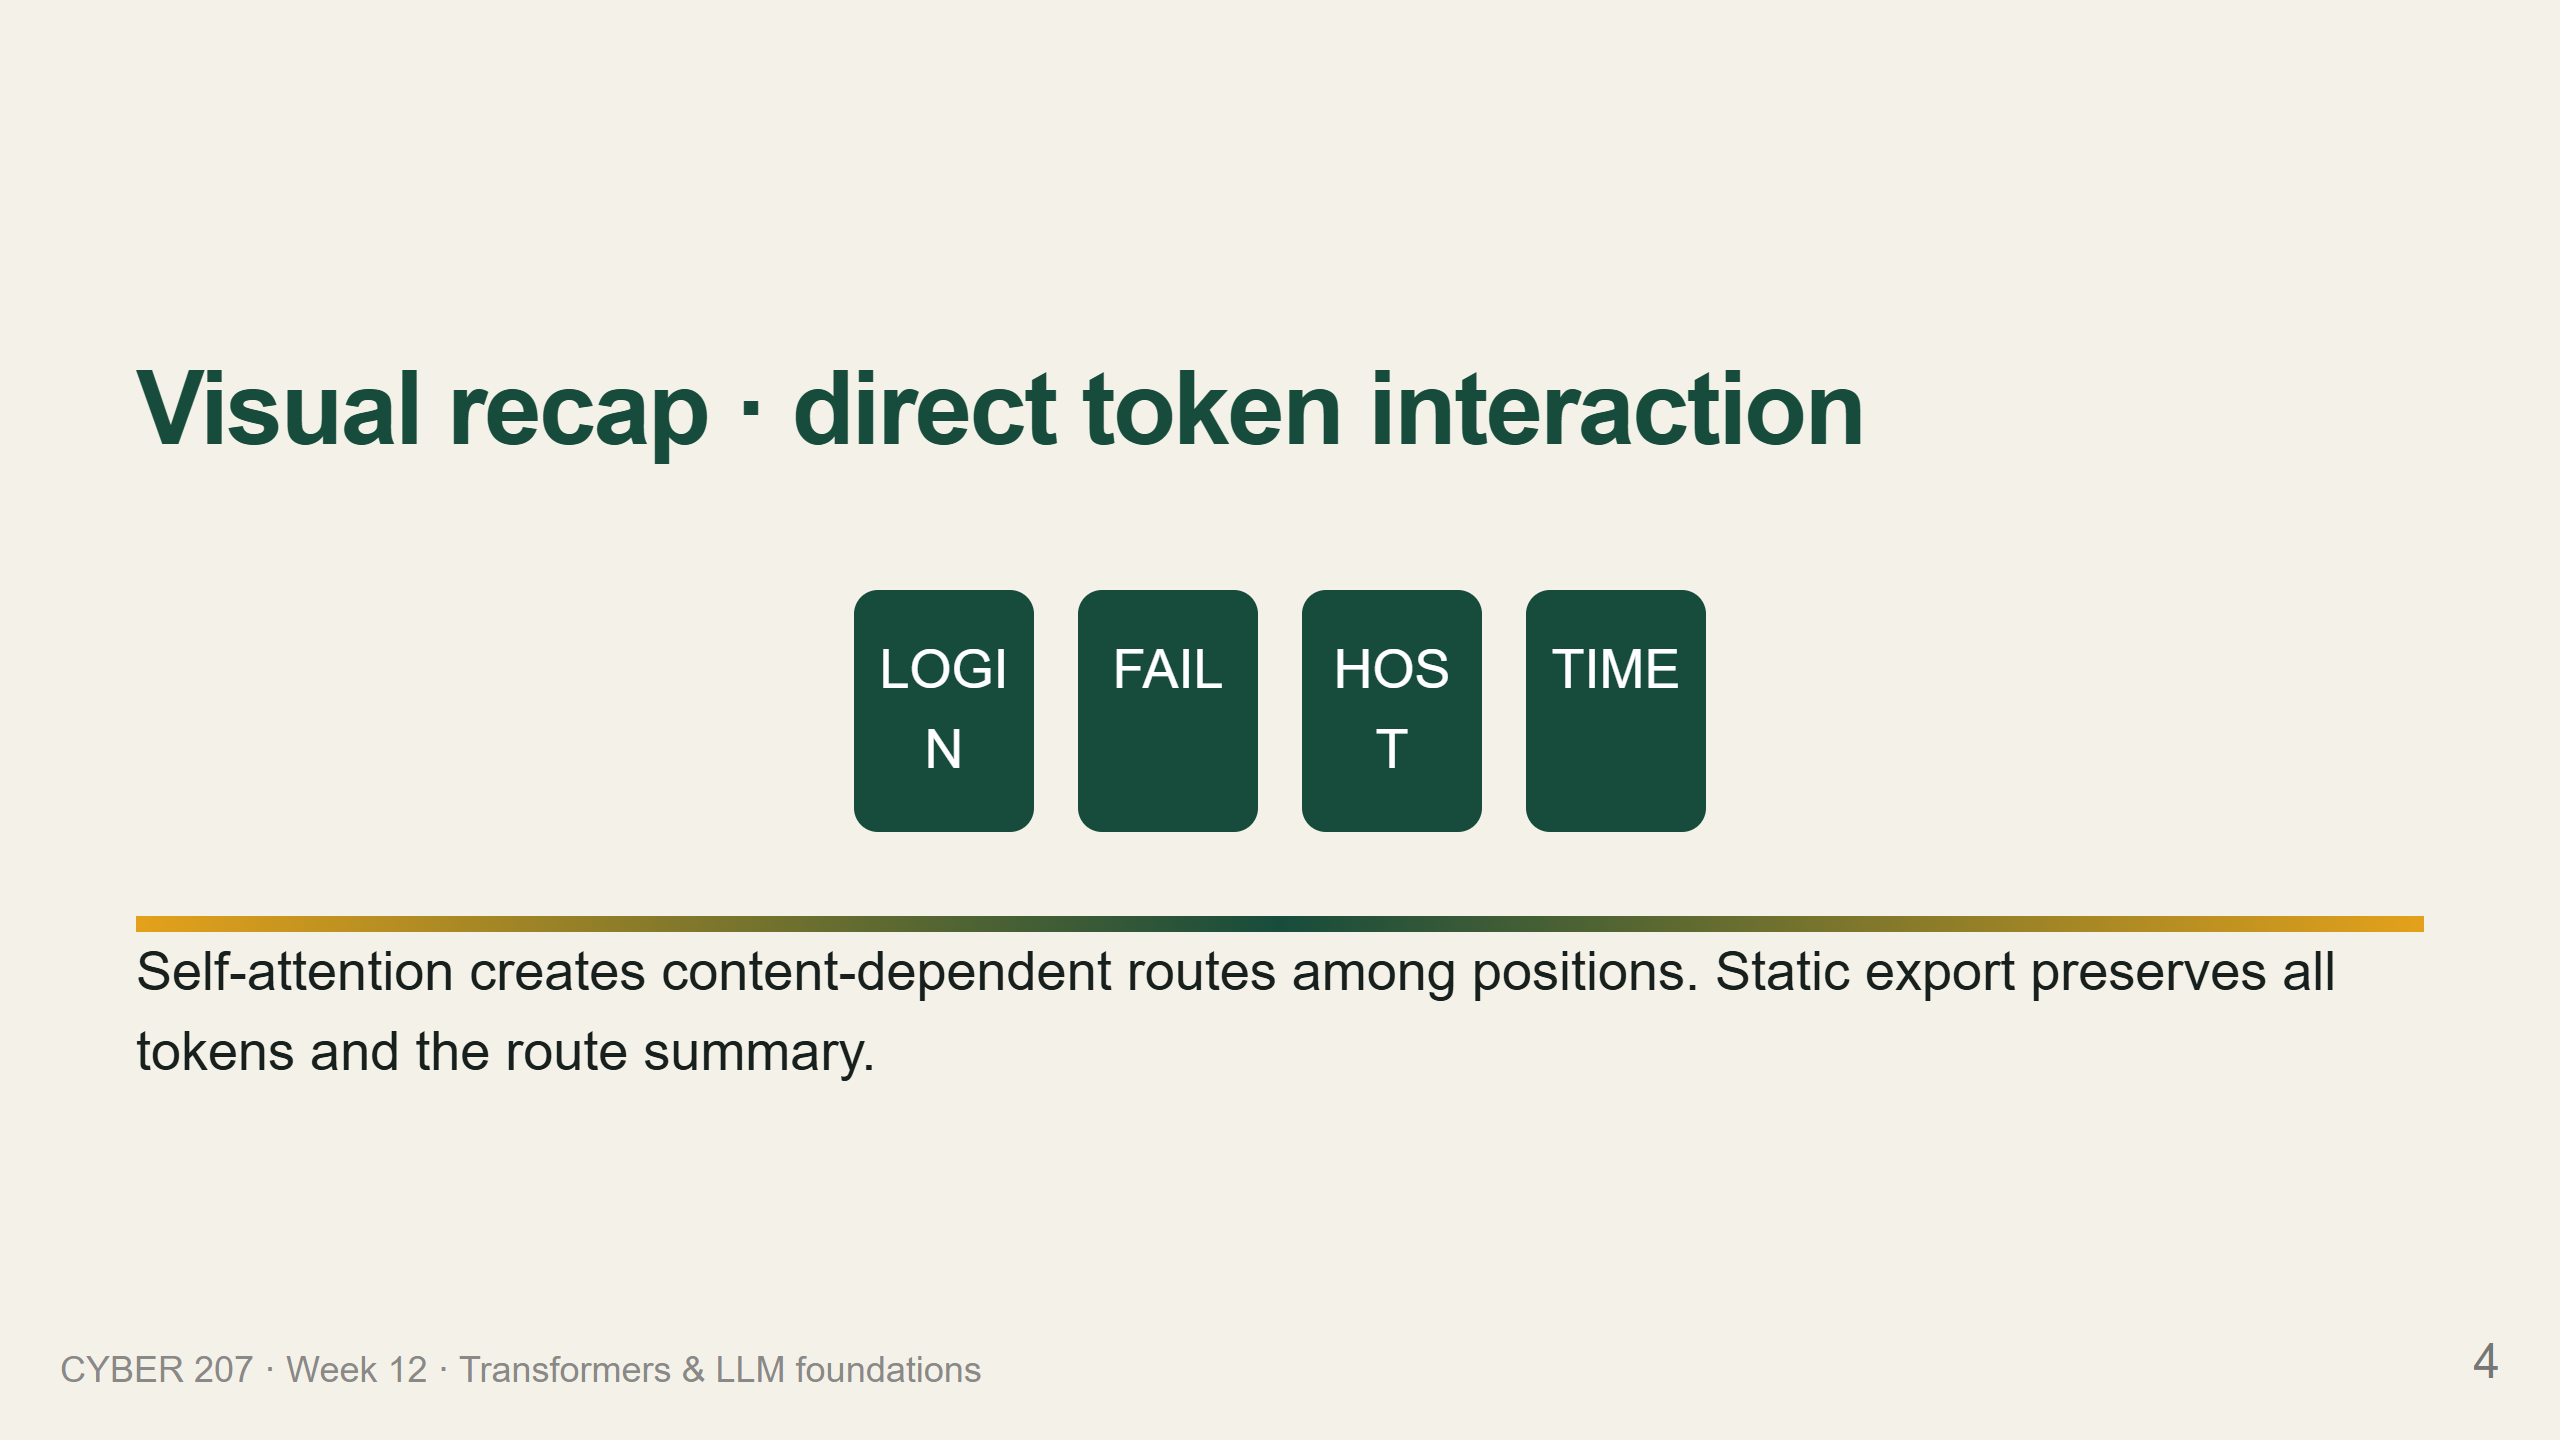 Visual recap · direct token interaction
LOGI
N
FAIL
HOS
T
TIME
Self-attention creates content-dependent routes among positions. Static export preserves all
tokens and the route summary.
CYBER 207 · Week 12 · Transformers & LLM foundations
4